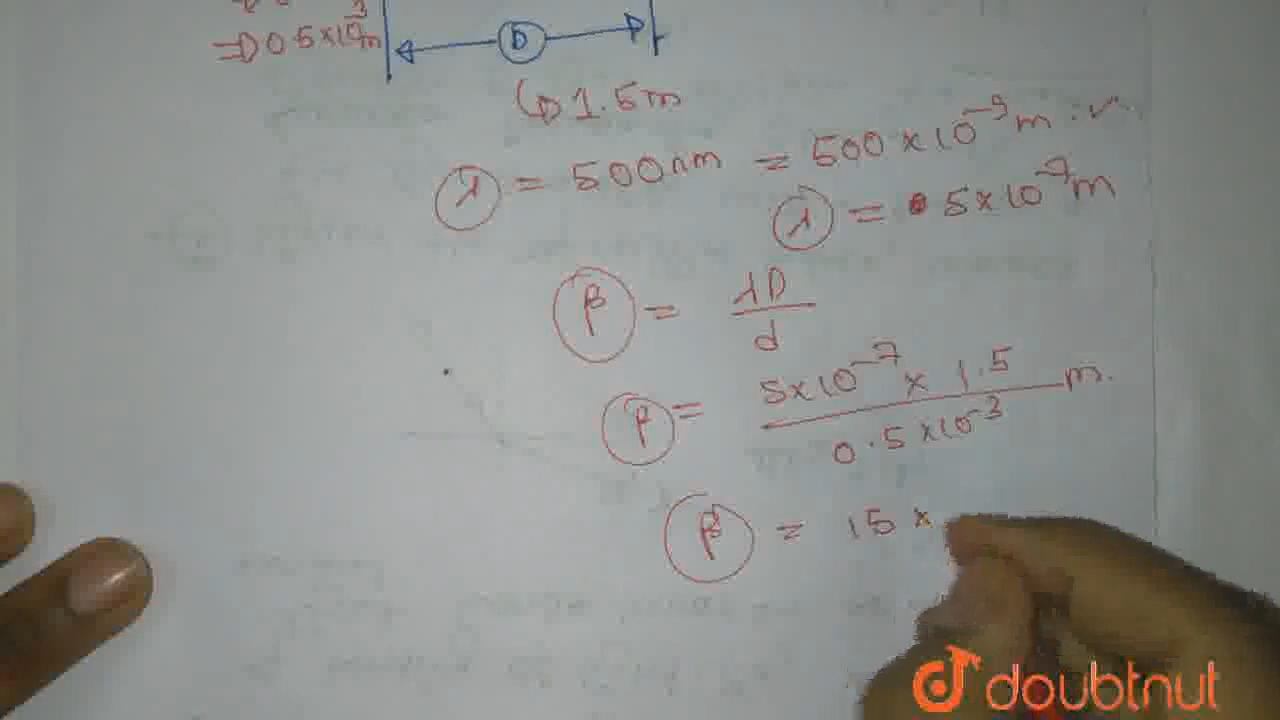 ⇒ 0.5×10⁻³m
D
↳ 1.5m
λ = 500nm = 500×10⁻⁹m
λ = 5×10⁻⁷m
β = λD/d
β = 5×10⁻⁷ × 1.5 / 0.5×10⁻³ m.
β = 15 ×
doubtnut